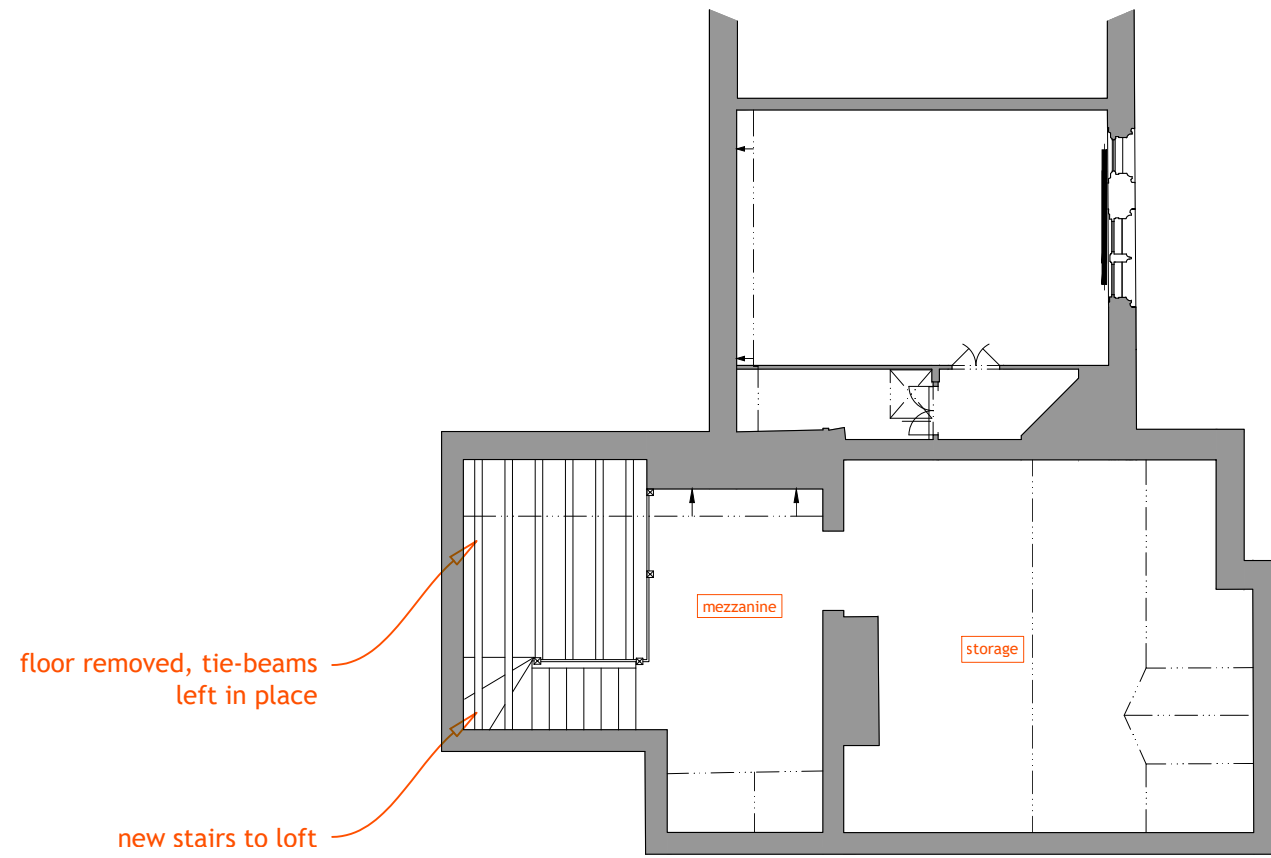 mezzanine
storage
floor removed, tie-beams
left in place
new stairs to loft